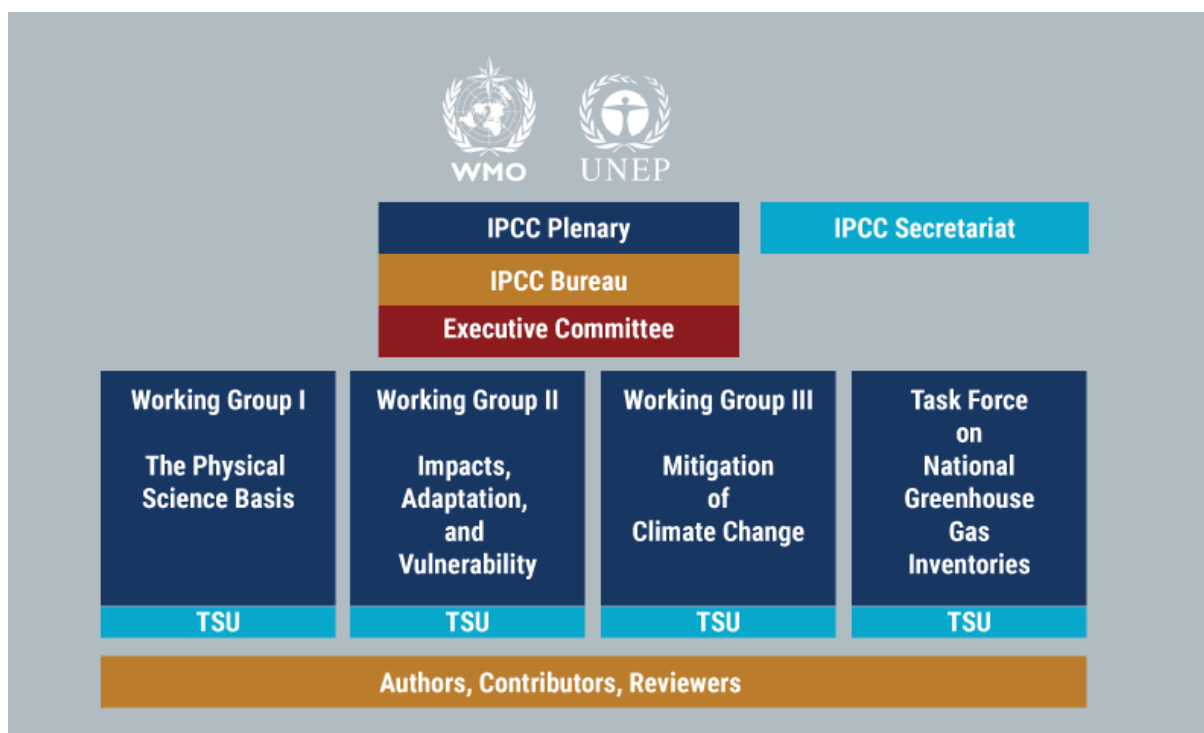 WMO
UNEP
IPCC Plenary
IPCC Secretariat
IPCC Bureau
Executive Committee
Working Group I
The Physical
Science Basis
TSU
Working Group II
Impacts,
Adaptation,
and
Vulnerability
TSU
Working Group III
Mitigation
of
Climate Change
TSU
Task Force
on
National
Greenhouse
Gas
Inventories
TSU
Authors, Contributors, Reviewers